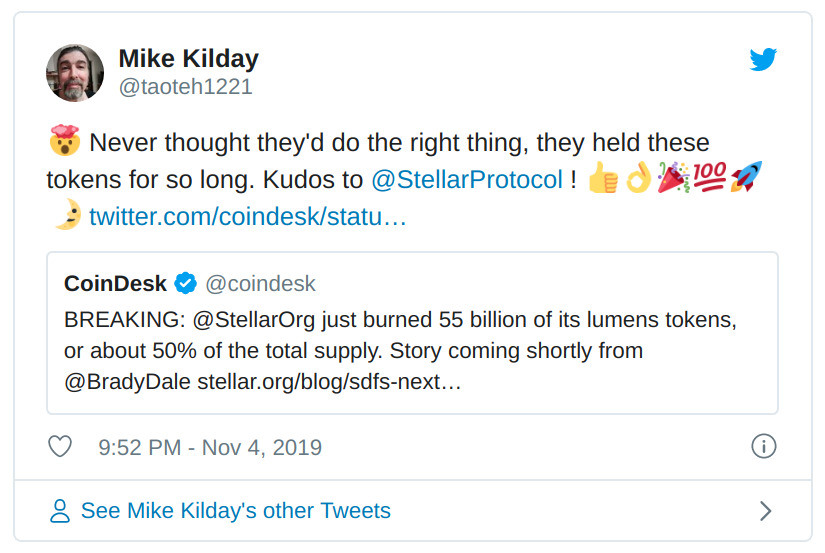 Mike Kilday
@taoteh1221
🤯 Never thought they'd do the right thing, they held these
tokens for so long. Kudos to @StellarProtocol ! 👍👌🎉💯🚀
🌛 twitter.com/coindesk/statu…
CoinDesk @coindesk
BREAKING: @StellarOrg just burned 55 billion of its lumens tokens,
or about 50% of the total supply. Story coming shortly from
@BradyDale stellar.org/blog/sdfs-next…
9:52 PM - Nov 4, 2019
See Mike Kilday's other Tweets